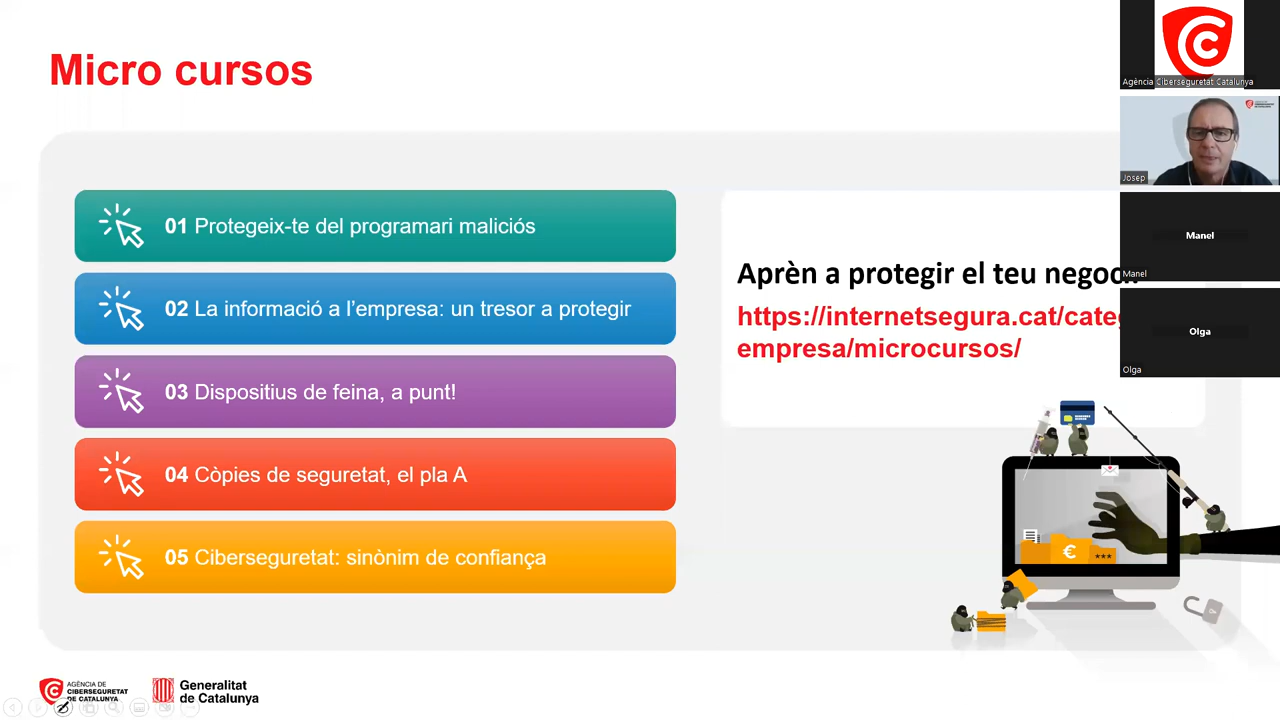 Micro cursos
01 Protegeix-te del programari maliciós
02 La informació a l’empresa: un tresor a protegir
03 Dispositius de feina, a punt!
04 Còpies de seguretat, el pla A
05 Ciberseguretat: sinònim de confiança
Aprèn a protegir el teu
https://internetsegura.cat/
empresa/microcursos/
€
***
AGÈNCIA DE
CIBERSEGURETAT
DE CATALUNYA
Generalitat
de Catalunya
Agència Ciberseguretat Catalunya
Josep
Manel
Manel
Olga
Olga